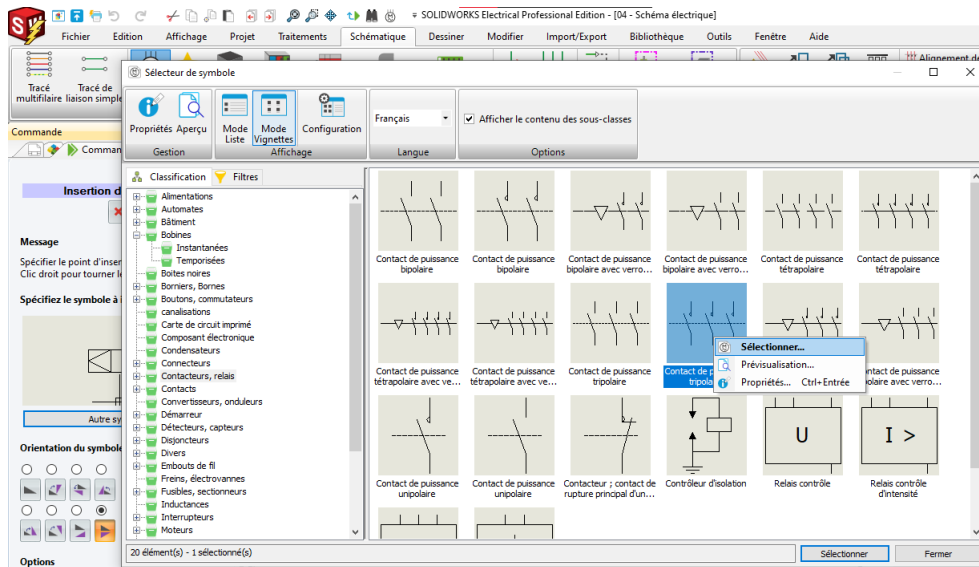 SOLIDWORKS Electrical Professional Edition - [04 - Schéma électrique]
Fichier Edition Affichage Projet Traitements Schématique Dessiner Modifier Import/Export Bibliothèque Outils Fenêtre Aide
Alignement de
Tracé multifilaire
Tracé de liaison simple
Commande
Comman
Insertion d
Message
Spécifier le point d'inser
Clic droit pour tourner le
Spécifiez le symbole à i
Autre sy
Orientation du symbole
Options
Sélecteur de symbole
Propriétés Aperçu
Gestion
Mode Liste
Mode Vignettes
Configuration
Affichage
Français
Langue
Afficher le contenu des sous-classes
Options
Classification Filtres
Alimentations
Automates
Bâtiment
Bobines
Instantanées
Temporisées
Boites noires
Borniers, Bornes
Boutons, commutateurs
canalisations
Carte de circuit imprimé
Composant électronique
Condensateurs
Connecteurs
Contacteurs, relais
Contacts
Convertisseurs, onduleurs
Démarreur
Détecteurs, capteurs
Disjoncteurs
Divers
Embouts de fil
Freins, électrovannes
Fusibles, sectionneurs
Inductances
Interrupteurs
Moteurs
Contact de puissance bipolaire
Contact de puissance bipolaire
Contact de puissance bipolaire avec verro...
Contact de puissance bipolaire avec verro...
Contact de puissance tétrapolaire
Contact de puissance tétrapolaire
Contact de puissance tétrapolaire avec ve...
Contact de puissance tétrapolaire avec ve...
Contact de puissance tripolaire
Contact de pu
tripola
ntact de puissance
olaire avec verro...
Sélectionner...
Prévisualisation...
Propriétés... Ctrl+Entrée
Contact de puissance unipolaire
Contact de puissance unipolaire
Contacteur ; contact de rupture principal d'un...
Contrôleur d'isolation
U
Relais contrôle
I >
Relais contrôle d'intensité
20 élément(s) - 1 sélectionné(s)
Sélectionner
Fermer